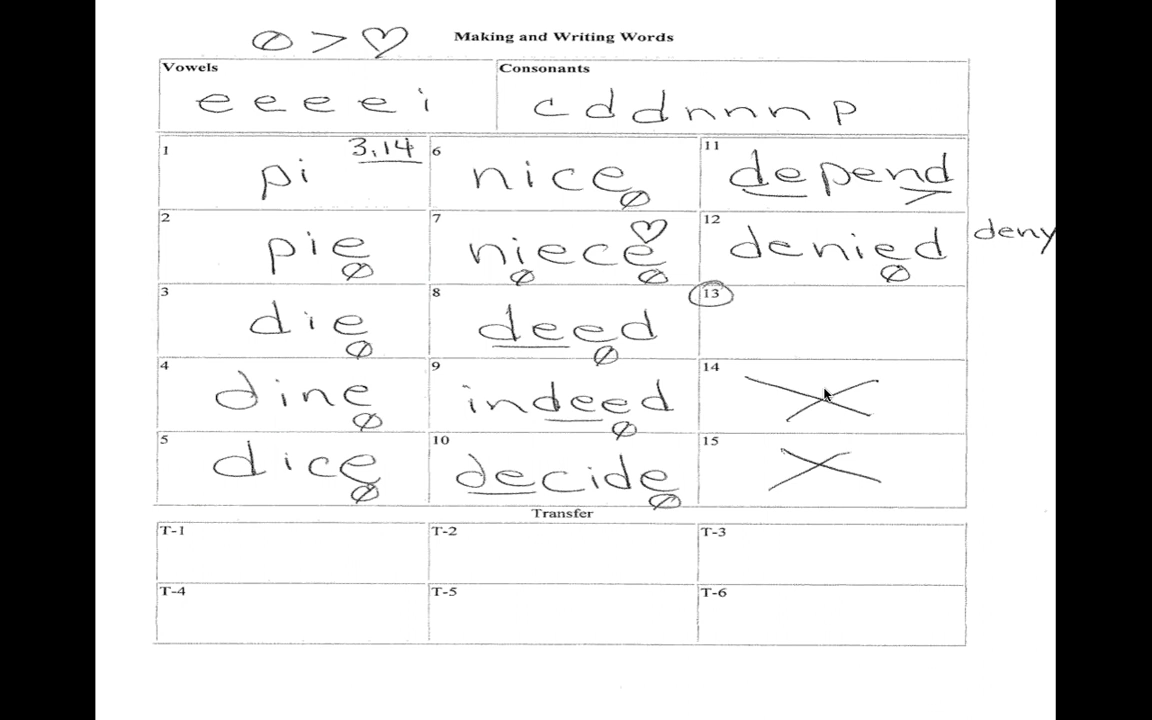 Ø > ♡ Making and Writing Words
Vowels
e e e e i
Consonants
c d d n n n p
1 pi 3.14
2 pie
3 die
4 dine
5 dice
6 nice
7 niece
8 deed
9 indeed
10 decide
11 depend
12 denied deny
13
14
15
Transfer
T-1 T-2 T-3
T-4 T-5 T-6